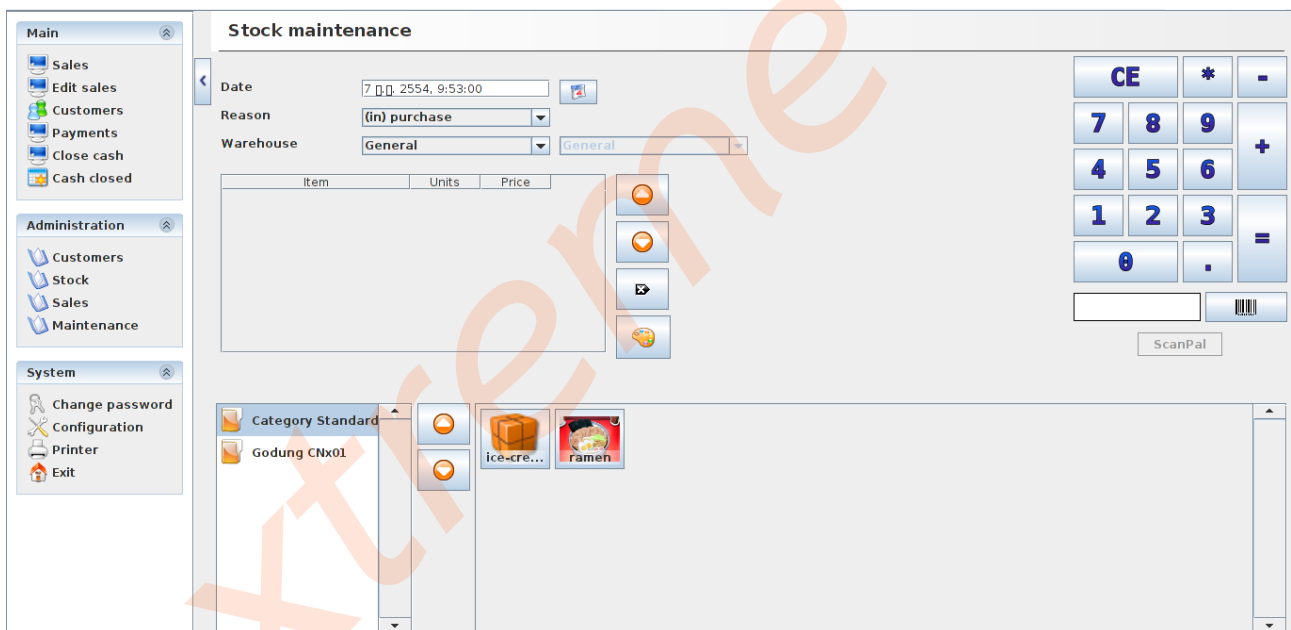 Main
Sales
Edit sales
Customers
Payments
Close cash
Cash closed
Administration
Customers
Stock
Sales
Maintenance
System
Change password
Configuration
Printer
Exit
Stock maintenance
Date 7 ▯.▯. 2554, 9:53:00
Reason (in) purchase
Warehouse General General
Item Units Price
CE * -
7 8 9 +
4 5 6
1 2 3 =
0 .
ScanPal
Category Standard
Godung CNx01
ice-cre... ramen
xtreme